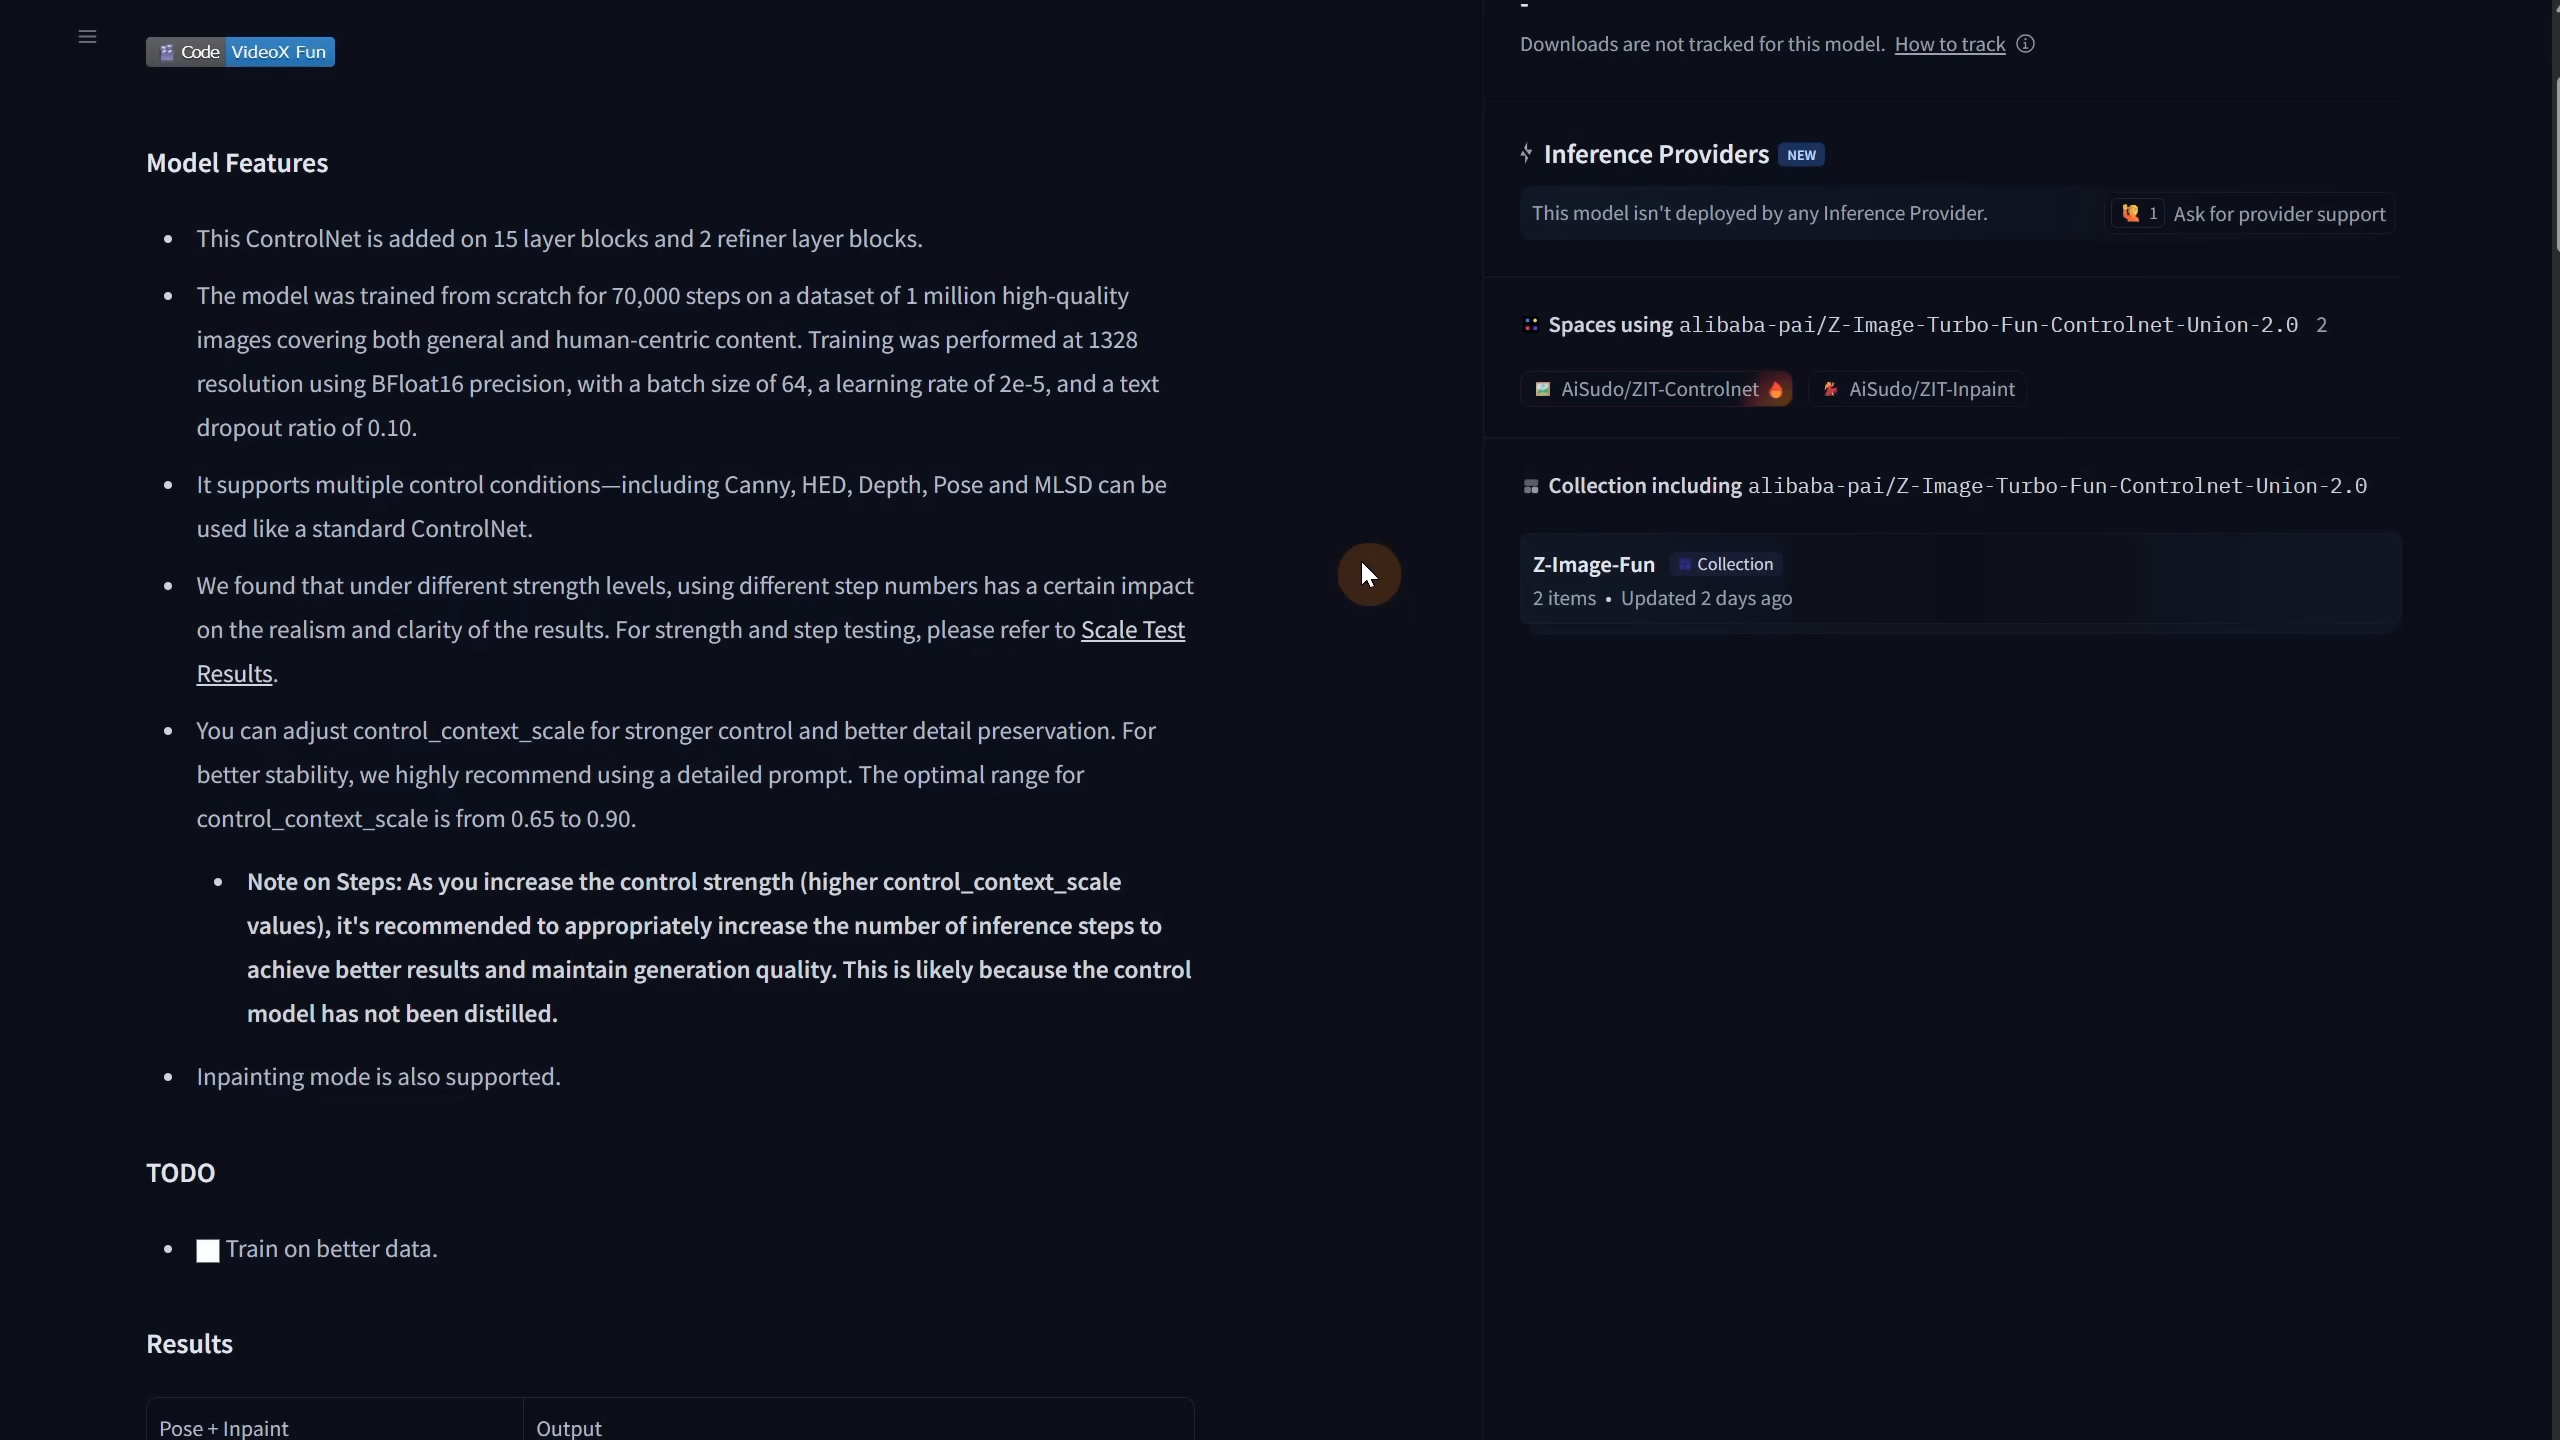 Code VideoX Fun
Model Features
This ControlNet is added on 15 layer blocks and 2 refiner layer blocks.
The model was trained from scratch for 70,000 steps on a dataset of 1 million high-quality
images covering both general and human-centric content. Training was performed at 1328
resolution using BFloat16 precision, with a batch size of 64, a learning rate of 2e-5, and a text
dropout ratio of 0.10.
It supports multiple control conditions—including Canny, HED, Depth, Pose and MLSD can be
used like a standard ControlNet.
We found that under different strength levels, using different step numbers has a certain impact
on the realism and clarity of the results. For strength and step testing, please refer to Scale Test
Results.
You can adjust control_context_scale for stronger control and better detail preservation. For
better stability, we highly recommend using a detailed prompt. The optimal range for
control_context_scale is from 0.65 to 0.90.
Note on Steps: As you increase the control strength (higher control_context_scale
values), it's recommended to appropriately increase the number of inference steps to
achieve better results and maintain generation quality. This is likely because the control
model has not been distilled.
Inpainting mode is also supported.
TODO
Train on better data.
Results
Pose + Inpaint Output
-
Downloads are not tracked for this model. How to track
Inference Providers NEW
This model isn't deployed by any Inference Provider. 1 Ask for provider support
Spaces using alibaba-pai/Z-Image-Turbo-Fun-Controlnet-Union-2.0 2
AiSudo/ZIT-Controlnet AiSudo/ZIT-Inpaint
Collection including alibaba-pai/Z-Image-Turbo-Fun-Controlnet-Union-2.0
Z-Image-Fun Collection
2 items • Updated 2 days ago